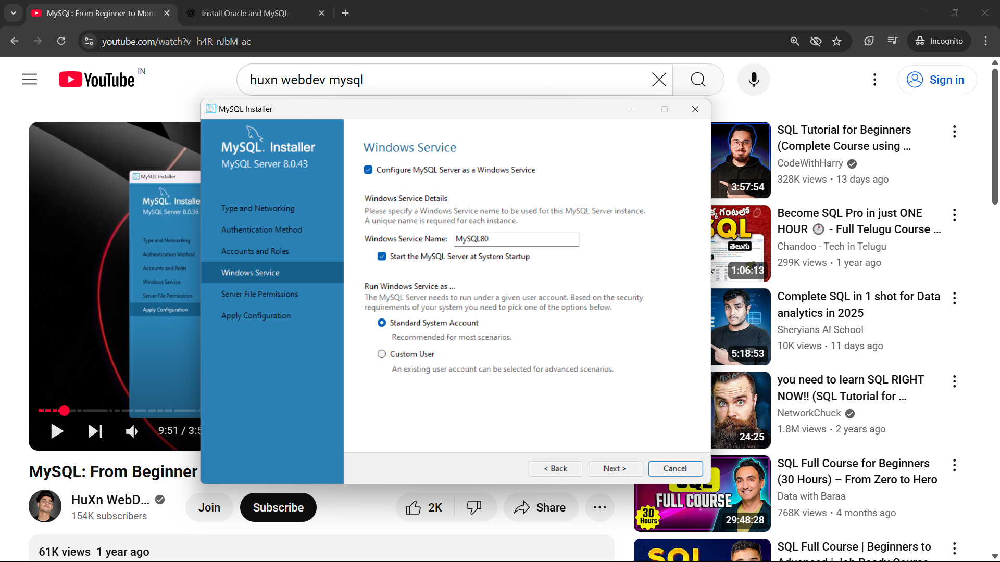 MySQL: From Beginner to Mons
Install Oracle and MySQL
youtube.com/watch?v=h4R-nJbM_ac
Incognito
YouTube
IN
huxn webdev mysql
Sign in
MySQL Installer
MySQL Installe
MySQL Server 8.0.36
Type and Networking
Authentication Method
Accounts and Roles
Windows Service
Server File Permissions
Apply Configuration
9:51 / 3:5
MySQL Installer
MySQL. Installer
MySQL Server 8.0.43
Type and Networking
Authentication Method
Accounts and Roles
Windows Service
Server File Permissions
Apply Configuration
Windows Service
Configure MySQL Server as a Windows Service
Windows Service Details
Please specify a Windows Service name to be used for this MySQL Server instance.
A unique name is required for each instance.
Windows Service Name: MySQL80
Start the MySQL Server at System Startup
Run Windows Service as ...
The MySQL Server needs to run under a given user account. Based on the security
requirements of your system you need to pick one of the options below.
Standard System Account
Recommended for most scenarios.
Custom User
An existing user account can be selected for advanced scenarios.
< Back
Next >
Cancel
MySQL: From Beginner
HuXn WebD...
154K subscribers
Join
Subscribe
2K
Share
61K views 1 year ago
3:57:54
SQL Tutorial for Beginners
(Complete Course using ...
CodeWithHarry
328K views • 13 days ago
గంటలో
SQL
తెలుగు
1:06:13
Become SQL Pro in just ONE
HOUR 🕐 - Full Telugu Course ...
Chandoo - Tech in Telugu
299K views • 1 year ago
5:18:53
Complete SQL in 1 shot for Data
analytics in 2025
Sheryians AI School
10K views • 11 days ago
24:25
you need to learn SQL RIGHT
NOW!! (SQL Tutorial for ...
NetworkChuck
1.8M views • 2 years ago
SQL
FULL COURSE
30
Hours
29:48:28
SQL Full Course for Beginners
(30 Hours) – From Zero to Hero
Data with Baraa
768K views • 4 months ago
SQL
SQL Full Course | Beginners to